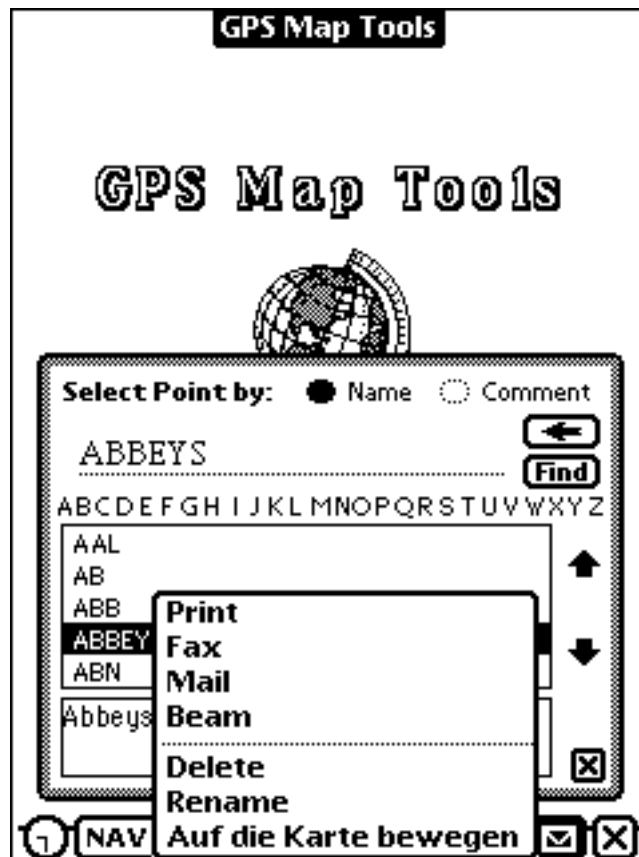 GPS Map Tools
GPS Map Tools
Select Point by: Name Comment
ABBEYS
Find
ABCDEFGHIJKLMNOPQRSTUVWXYZ
AAL
AB
ABB
ABBEY
ABN
Abbeys
Print
Fax
Mail
Beam
Delete
Rename
Auf die Karte bewegen
NAV